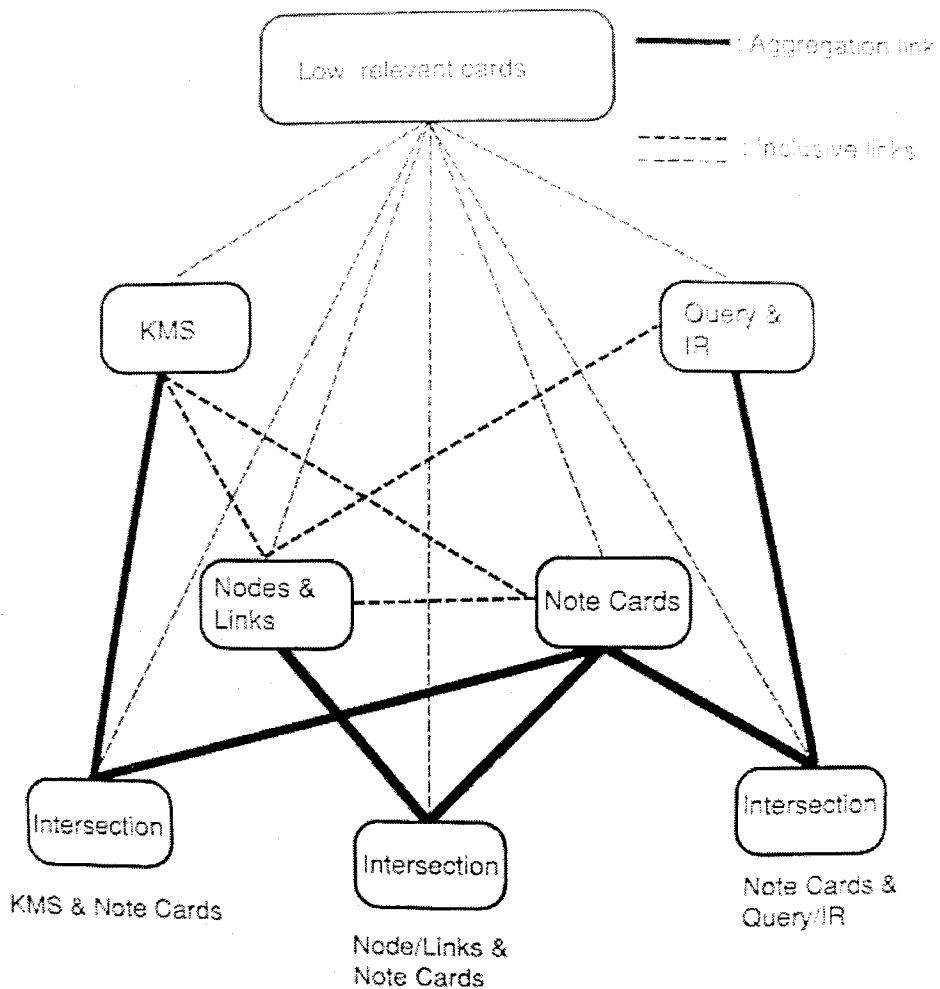 Low relevant cards
: Aggregation link
: Inclusive links
KMS
Query &
IR
Nodes &
Links
Note Cards
Intersection
Intersection
Intersection
KMS & Note Cards
Note Cards &
Query/IR
Node/Links &
Note Cards